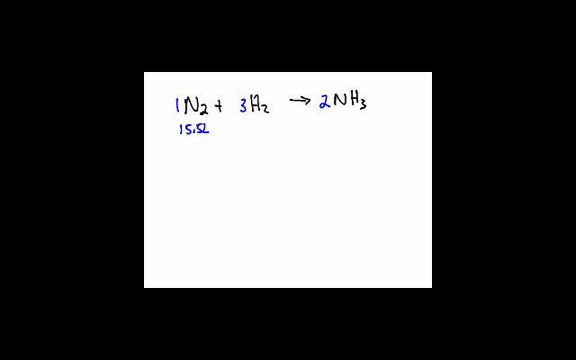 1N₂ + 3H₂ → 2NH₃
15.5L